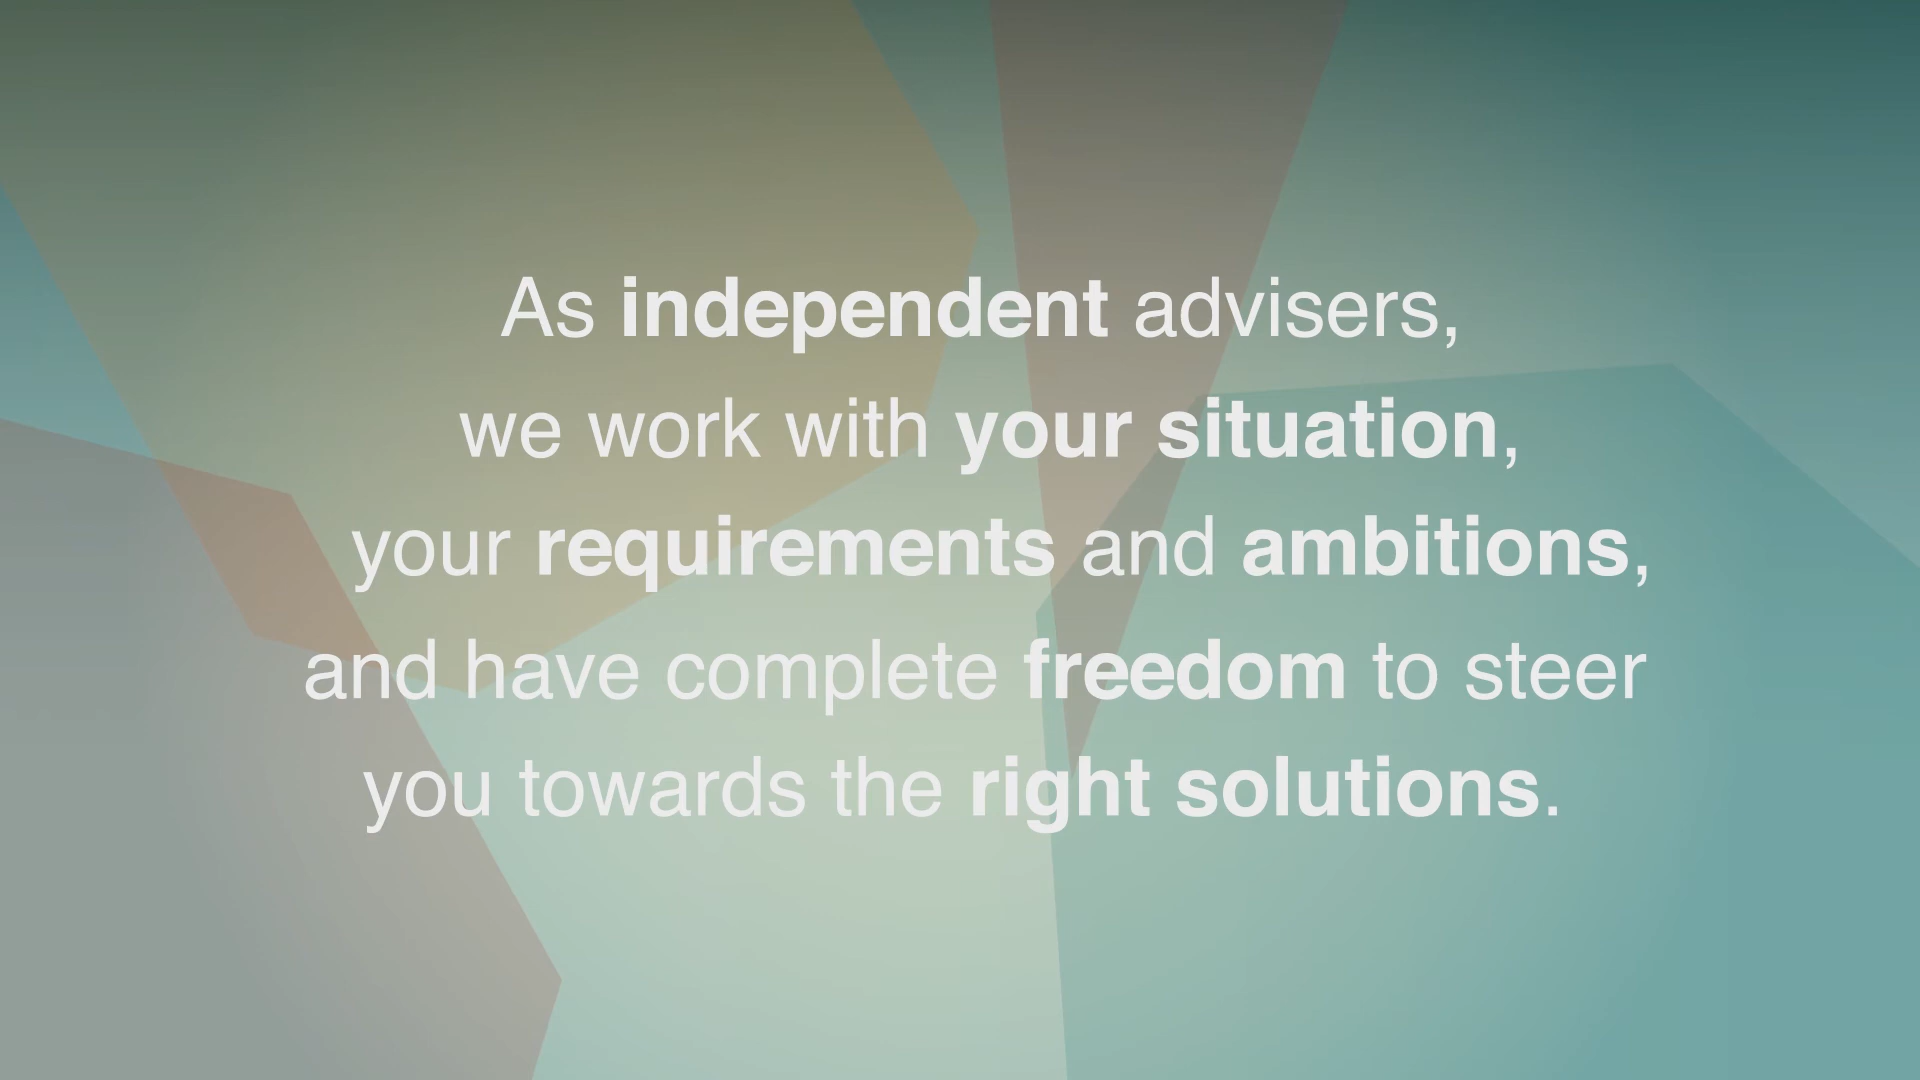 As independent advisers,
we work with your situation,
your requirements and ambitions,
and have complete freedom to steer
you towards the right solutions.